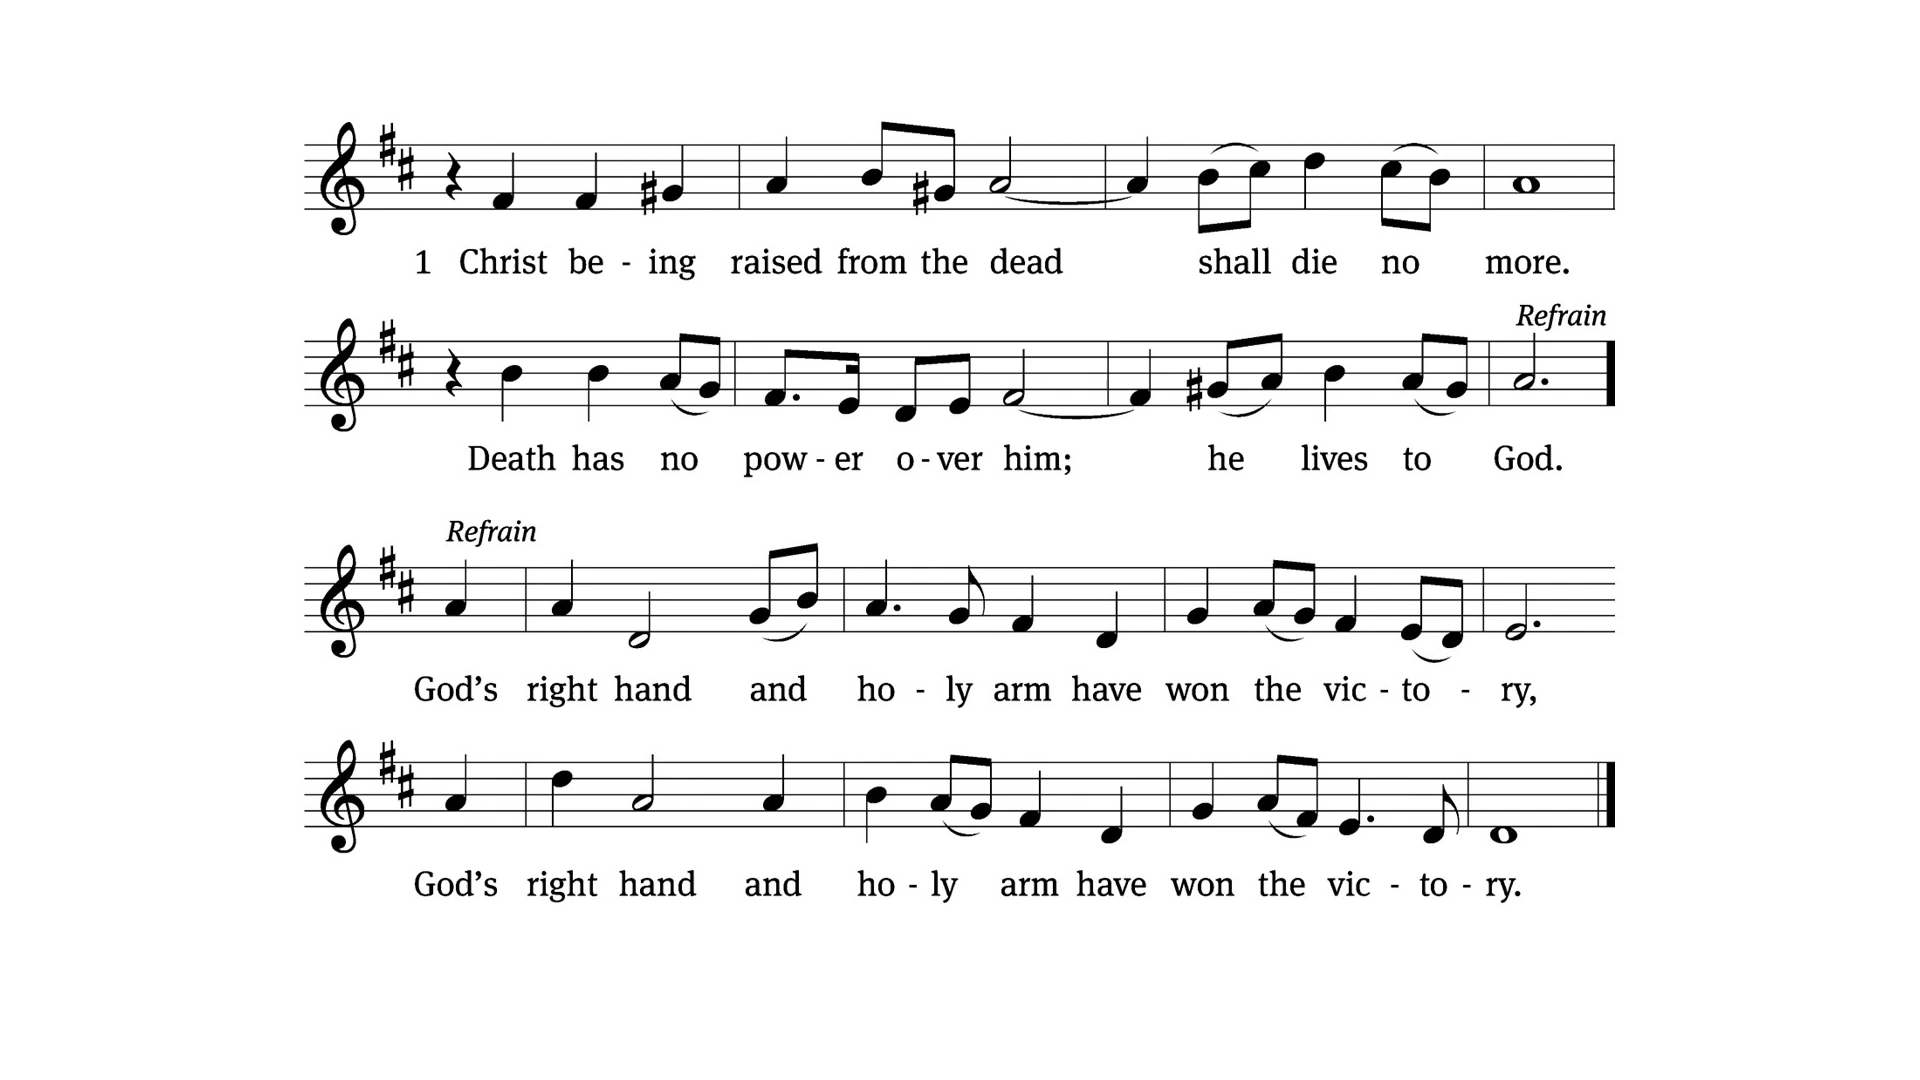 1 Christ be - ing raised from the dead shall die no more.
Refrain
Death has no pow - er o - ver him; he lives to God.
Refrain
God’s right hand and ho - ly arm have won the vic - to - ry,
God’s right hand and ho - ly arm have won the vic - to - ry.